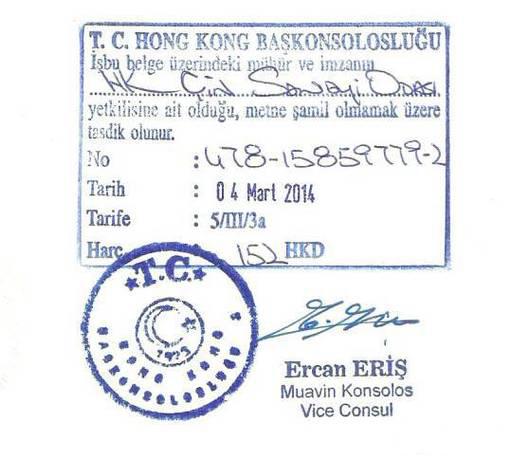 T. C. HONG KONG BAŞKONSOLOSLUĞU
İşbu belge üzerindeki mühür ve imzanın
HK Çin Sanayi Odası
yetkilisine ait olduğu, metne şamil olmamak üzere
tasdik olunur.
No : 478-15859779-2
Tarih : 04 Mart 2014
Tarife : 5/III/3a
Harç : 152 HKD
T.C.
1923
HONG KONG
BAŞKONSOLOSLUĞU 2
Ercan ERİŞ
Muavin Konsolos
Vice Consul